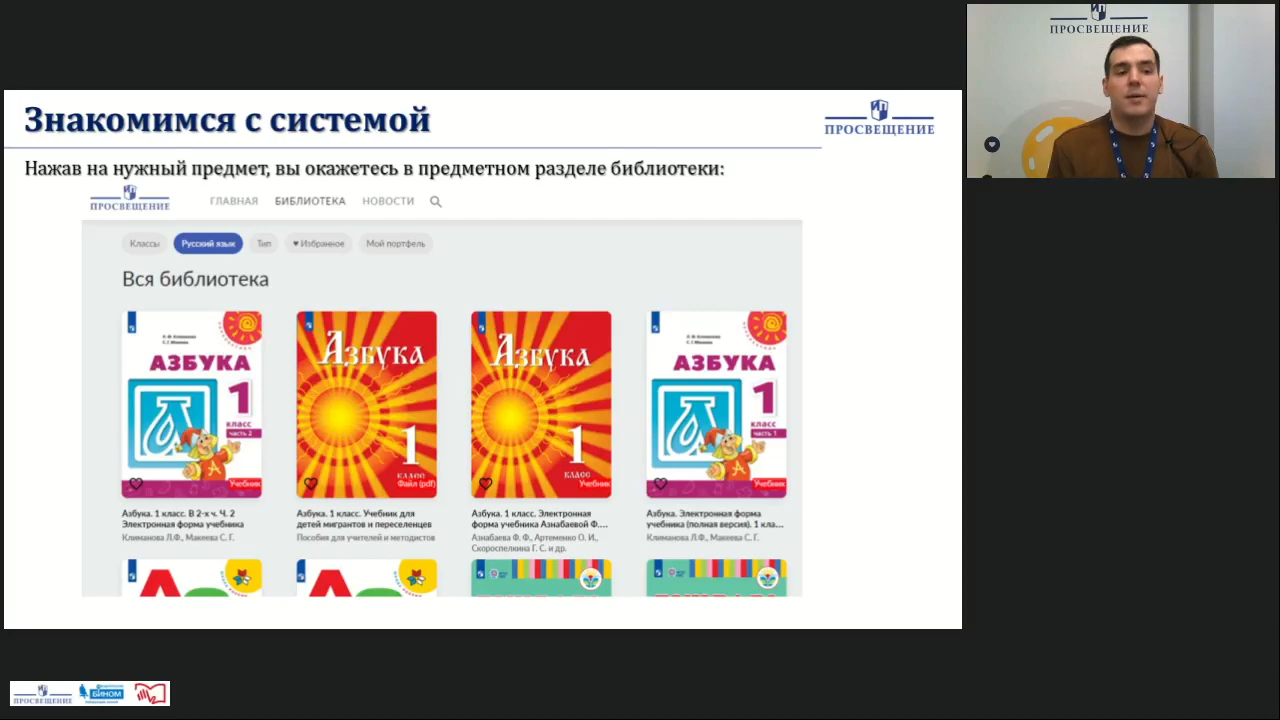 ПРОСВЕЩЕНИЕ
Знакомимся с системой
ПРОСВЕЩЕНИЕ
Нажав на нужный предмет, вы окажетесь в предметном разделе библиотеки:
ПРОСВЕЩЕНИЕ
ГЛАВНАЯ БИБЛИОТЕКА НОВОСТИ
Классы Русский язык Тип ♥ Избранное Мой портфель
Вся библиотека
АЗБУКА
1
КЛАСС
часть 2
Учебник
Азбука. 1 класс. В 2-х ч. Ч. 2
Электронная форма учебника
Климанова Л.Ф., Макеева С. Г.
АЗБУКА
1
КЛАСС
Файл (pdf)
Азбука. 1 класс. Учебник для
детей мигрантов и переселенцев
Пособия для учителей и методистов
АЗБУКА
1
КЛАСС
Учебник
Азбука. 1 класс. Электронная
форма учебника Азнабаевой Ф....
Азнабаева Ф. Ф., Артеменко О. И.,
Скороспелкина Г. С. и др.
АЗБУКА
1
КЛАСС
часть 1
Учебник
Азбука. Электронная форма
учебника (полная версия). 1 кла...
Климанова Л.Ф., Макеева С. Г.
ПРОСВЕЩЕНИЕ
БИНОМ